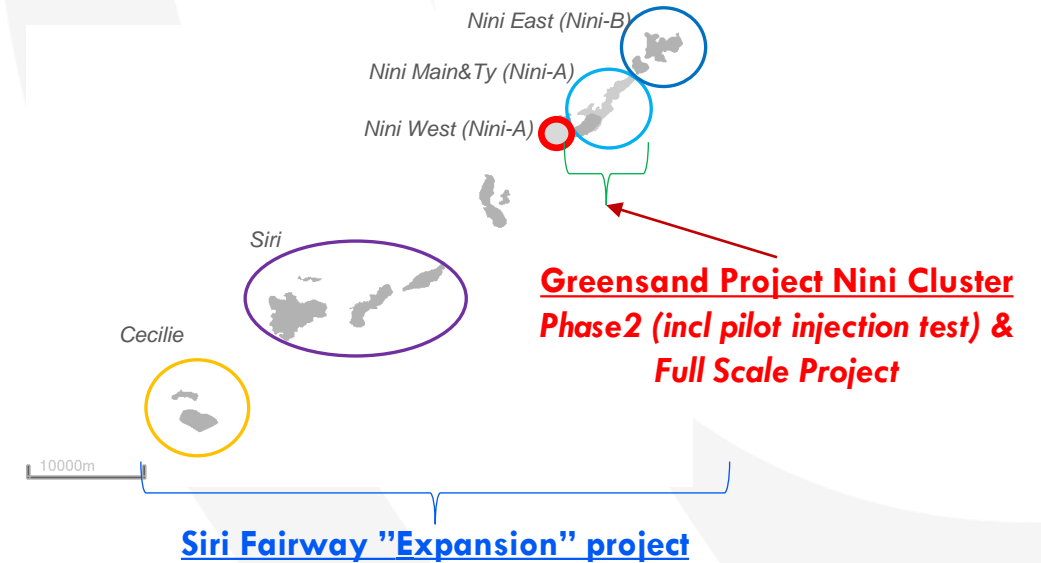 Nini East (Nini-B)
Nini Main&Ty (Nini-A)
Nini West (Nini-A)
Siri
Greensand Project Nini Cluster
Phase2 (incl pilot injection test) &
Full Scale Project
Cecilie
10000m
Siri Fairway ”Expansion” project